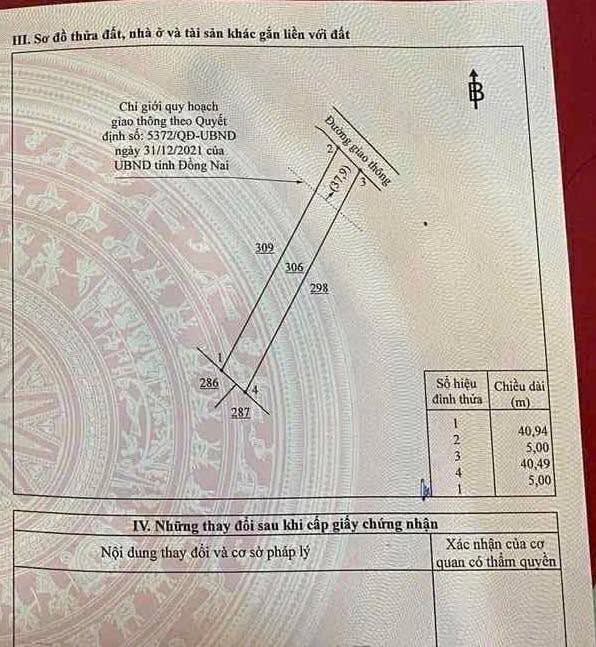 III. Sơ đồ thửa đất, nhà ở và tài sản khác gắn liền với đất
B
Chỉ giới quy hoạch
giao thông theo Quyết
định số: 5372/QĐ-UBND
ngày 31/12/2021 của
UBND tỉnh Đồng Nai
Đường giao thông
2
3
(37,9)
309
306
298
1
286
4
287
Số hiệu đỉnh thửa
Chiều dài (m)
1
40,94
2
5,00
3
40,49
4
5,00
1
IV. Những thay đổi sau khi cấp giấy chứng nhận
Nội dung thay đổi và cơ sở pháp lý
Xác nhận của cơ
quan có thẩm quyền